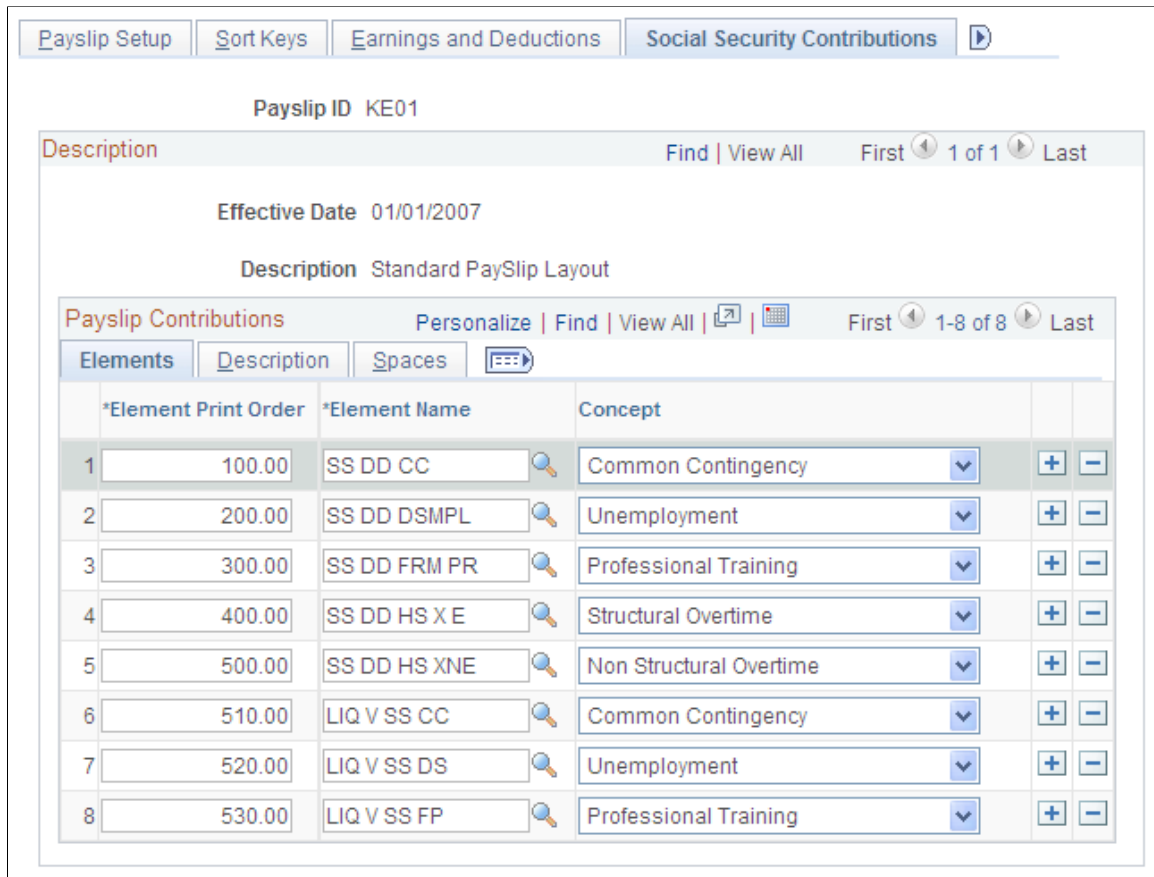 Payslip Setup Sort Keys Earnings and Deductions Social Security Contributions
Payslip ID KE01
Description Find | View All First 1 of 1 Last
Effective Date 01/01/2007
Description Standard PaySlip Layout
Payslip Contributions Personalize | Find | View All | | First 1-8 of 8 Last
Elements Description Spaces
*Element Print Order *Element Name Concept
1 100.00 SS DD CC Common Contingency
2 200.00 SS DD DSMPL Unemployment
3 300.00 SS DD FRM PR Professional Training
4 400.00 SS DD HS X E Structural Overtime
5 500.00 SS DD HS XNE Non Structural Overtime
6 510.00 LIQ V SS CC Common Contingency
7 520.00 LIQ V SS DS Unemployment
8 530.00 LIQ V SS FP Professional Training